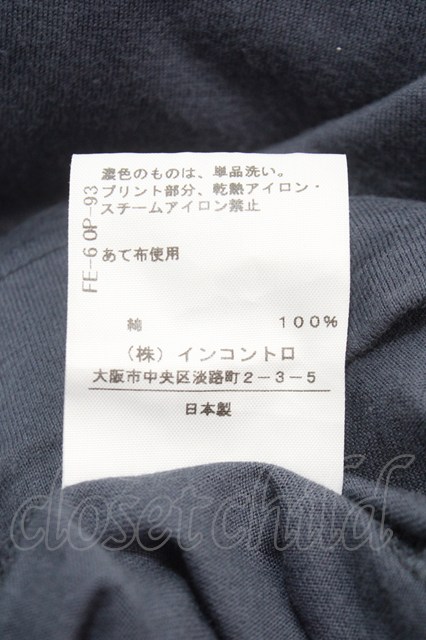 濃色のものは、単品洗い。
プリント部分、乾熱アイロン・
スチームアイロン禁止
あて布使用
FE-6 OP-93
綿 100%
(株)インコントロ
大阪市中央区淡路町2-3-5
日本製
closet child